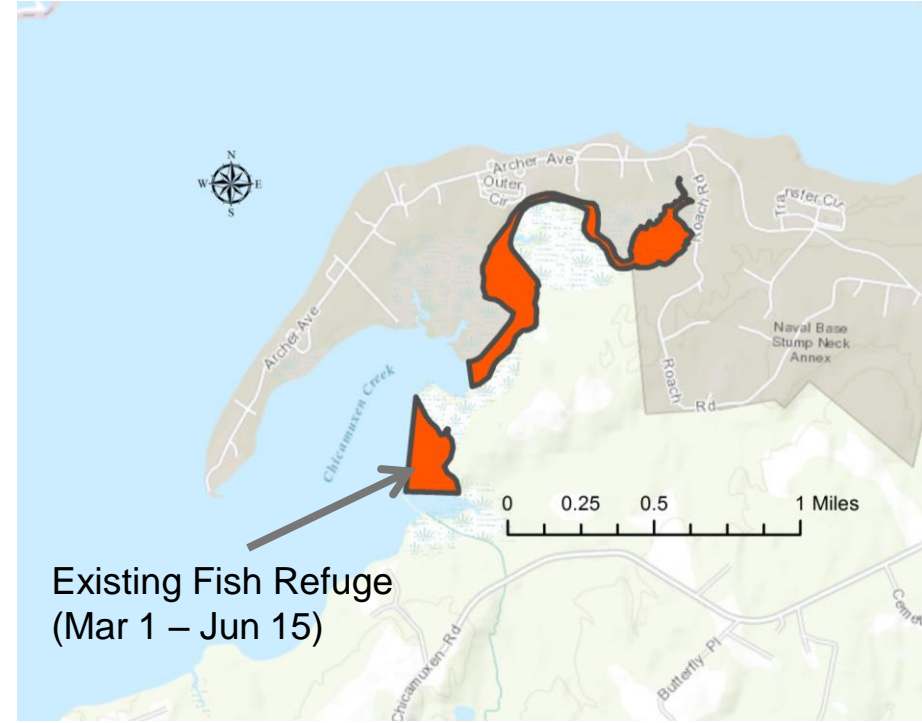 N
W E
S
Archer Ave
Outer
Cir
Roach Rd
Transfer Cir
Archer Ave
Naval Base
Stump Neck
Annex
Chicamuxen Creek
Roach Rd
0 0.25 0.5 1 Miles
Existing Fish Refuge
(Mar 1 – Jun 15)
Chicamuxen Rd
Butterfly Pl
Cemet